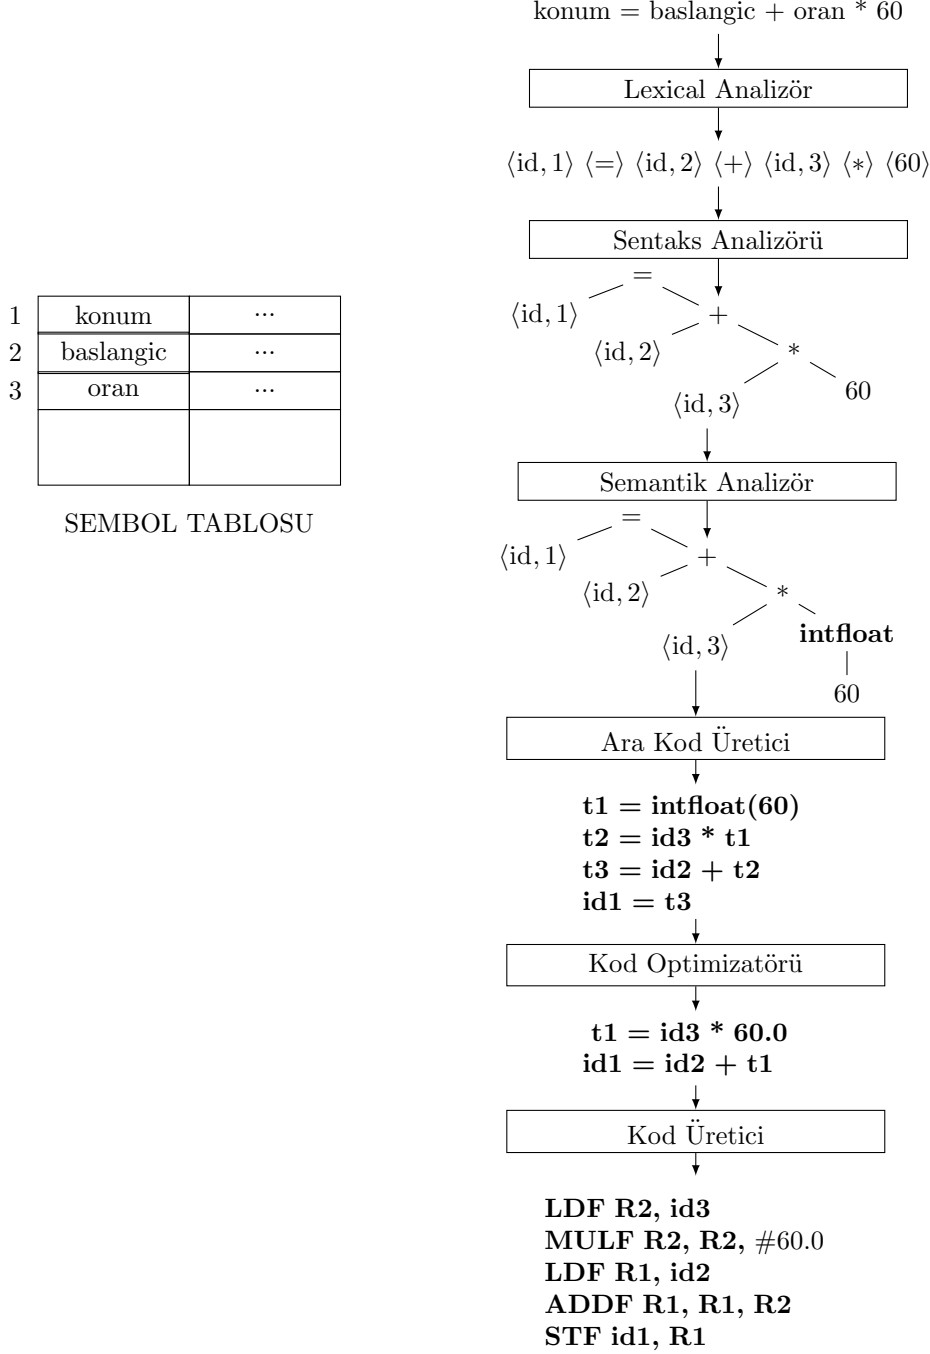 konum = baslangic + oran * 60
Lexical Analizör
⟨id, 1⟩ ⟨=⟩ ⟨id, 2⟩ ⟨+⟩ ⟨id, 3⟩ ⟨*⟩ ⟨60⟩
Sentaks Analizörü
=
⟨id, 1⟩
+
⟨id, 2⟩
*
⟨id, 3⟩
60
1 konum ...
2 baslangic ...
3 oran ...
SEMBOL TABLOSU
Semantik Analizör
=
⟨id, 1⟩
+
⟨id, 2⟩
*
⟨id, 3⟩
intfloat
60
Ara Kod Üretici
t1 = intfloat(60)
t2 = id3 * t1
t3 = id2 + t2
id1 = t3
Kod Optimizatörü
t1 = id3 * 60.0
id1 = id2 + t1
Kod Üretici
LDF R2, id3
MULF R2, R2, #60.0
LDF R1, id2
ADDF R1, R1, R2
STF id1, R1